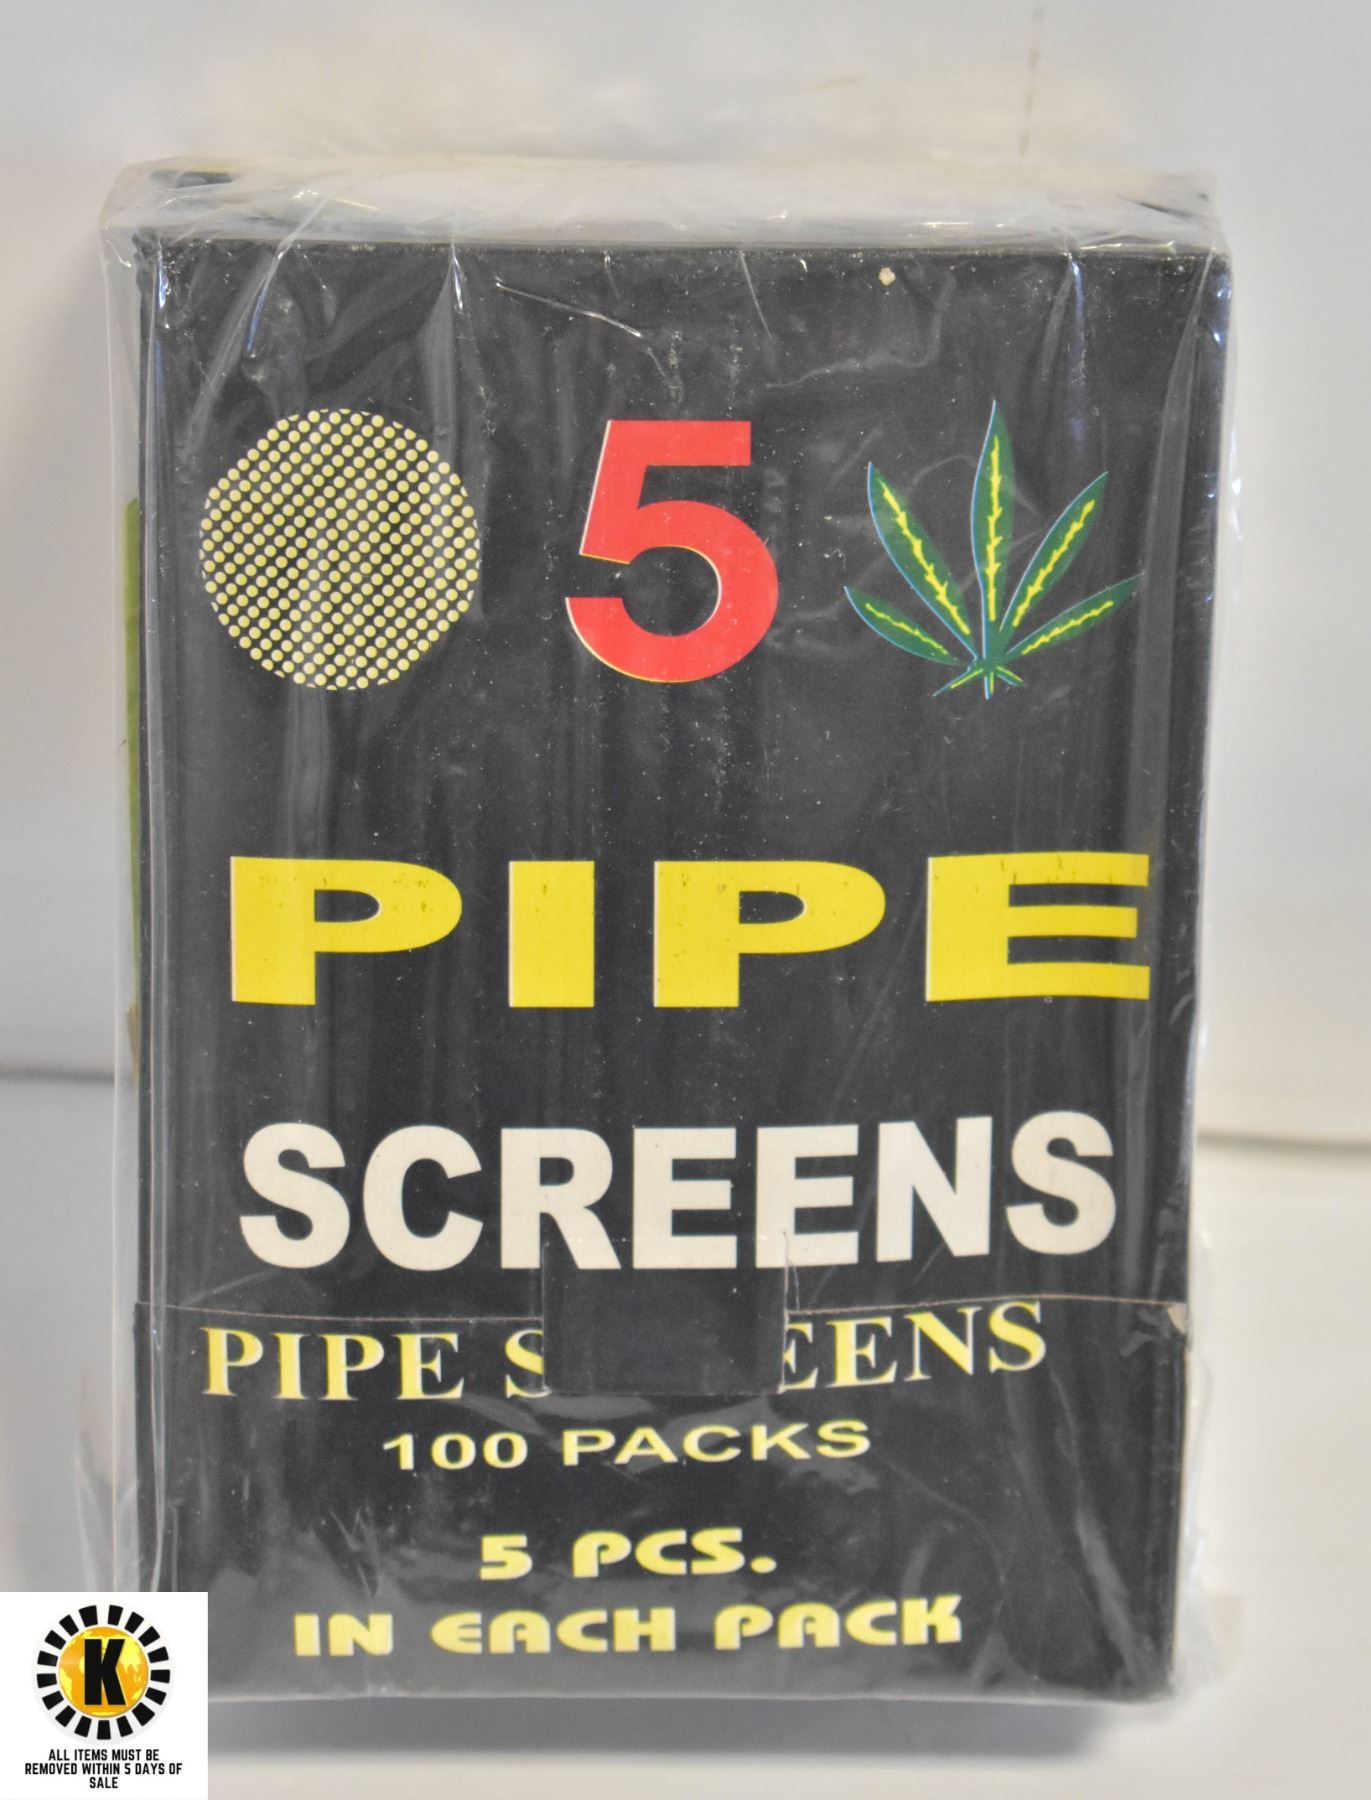 5
PIPE
SCREENS
PIPE S EENS
100 PACKS
5 PCS.
IN EACH PACK
K
ALL ITEMS MUST BE
REMOVED WITHIN 5 DAYS OF
SALE